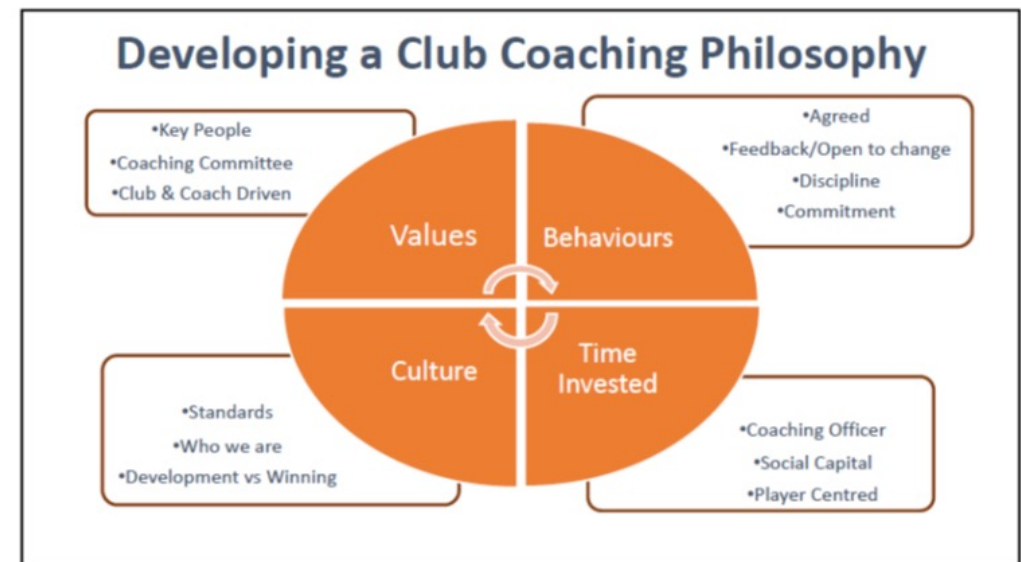 Developing a Club Coaching Philosophy
•Key People
•Coaching Committee
•Club & Coach Driven
•Agreed
•Feedback/Open to change
•Discipline
•Commitment
Values
Behaviours
Culture
Time
Invested
•Standards
•Who we are
•Development vs Winning
•Coaching Officer
•Social Capital
•Player Centred